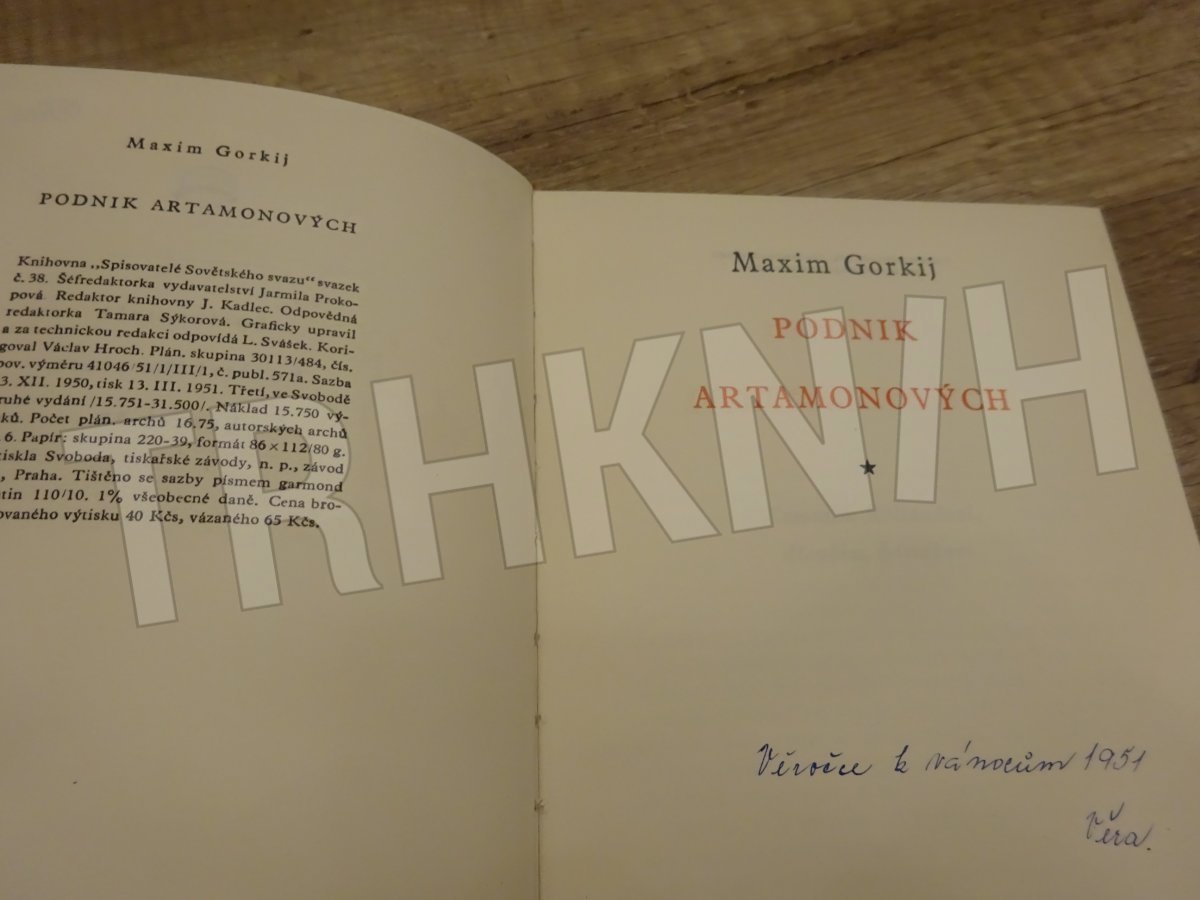 Maxim Gorkij
PODNIK ARTAMONOVÝCH
Knihovna „Spisovatelé Sovětského svazu“ svazek
č. 38. Šéfredaktorka vydavatelství Jarmila Proko-
pová. Redaktor knihovny J. Kadlec. Odpovědná
redaktorka Tamara Sýkorová. Graficky upravil
a za technickou redakci odpovídá L. Svášek. Kori-
goval Václav Hroch. Plán. skupina 30113/484, čís.
pov. výměru 41046/51/1/III/1, č. publ. 571a. Sazba
3. XII. 1950, tisk 13. III. 1951. Třetí, ve Svobodě
ruhé vydání /15.751-31.500/. Náklad 15.750 vý-
ků. Počet plán. archů 16.75, autorských archů
6. Papír: skupina 220-39, formát 86 × 112/80 g.
iskla Svoboda, tiskařské závody, n. p., závod
, Praha. Tištěno se sazby písmem garmond
tin 110/10. 1% všeobecné daně. Cena bro-
ovaného výtisku 40 Kčs, vázaného 65 Kčs.
Maxim Gorkij
PODNIK
ARTAMONOVÝCH
Věročce k vánocům 1951
Věra.
TRHKNIH